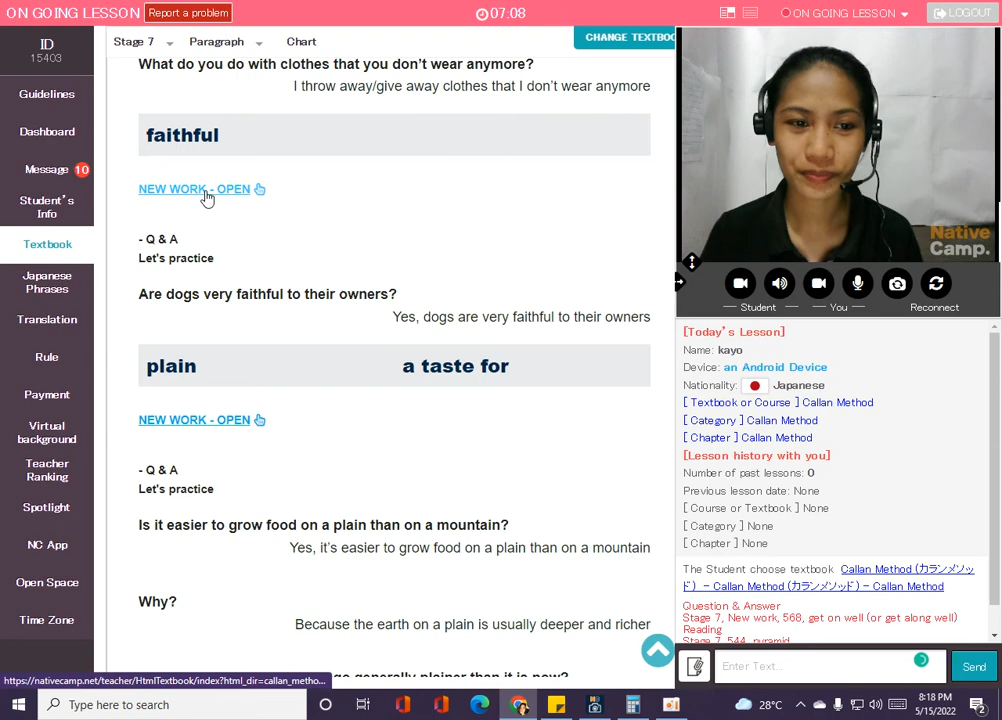 ON GOING LESSON
Report a problem
07:08
ON GOING LESSON
LOGOUT
ID
15403
Guidelines
Dashboard
Message 10
Student's
Info
Textbook
Japanese
Phrases
Translation
Rule
Payment
Virtual
background
Teacher
Ranking
Spotlight
NC App
Open Space
Time Zone
Stage 7
Paragraph
Chart
CHANGE TEXTBOO
What do you do with clothes that you don't wear anymore?
I throw away/give away clothes that I don't wear anymore
faithful
NEW WORK - OPEN
- Q & A
Let's practice
Are dogs very faithful to their owners?
Yes, dogs are very faithful to their owners
plain a taste for
NEW WORK - OPEN
- Q & A
Let's practice
Is it easier to grow food on a plain than on a mountain?
Yes, it's easier to grow food on a plain than on a mountain
Why?
Because the earth on a plain is usually deeper and richer
generally plainer than it is now?
https://nativecamp.net/teacher/HtmlTextbook/index?html_dir=callan_metho...
Native
Camp.
Student
You
Reconnect
[Today's Lesson]
Name: kayo
Device: an Android Device
Nationality: Japanese
[ Textbook or Course ] Callan Method
[ Category ] Callan Method
[ Chapter ] Callan Method
[Lesson history with you]
Number of past lessons: 0
Previous lesson date: None
[ Course or Textbook ] None
[ Category ] None
[ Chapter ] None
The Student choose textbook Callan Method (カランメソッ
ド) - Callan Method (カランメソッド) - Callan Method
Question & Answer
Stage 7, New work, 568, get on well (or get along well)
Reading
Stage 7, 544, pyramid
Enter Text...
Send
Type here to search
28°C
8:18 PM
5/15/2022
2